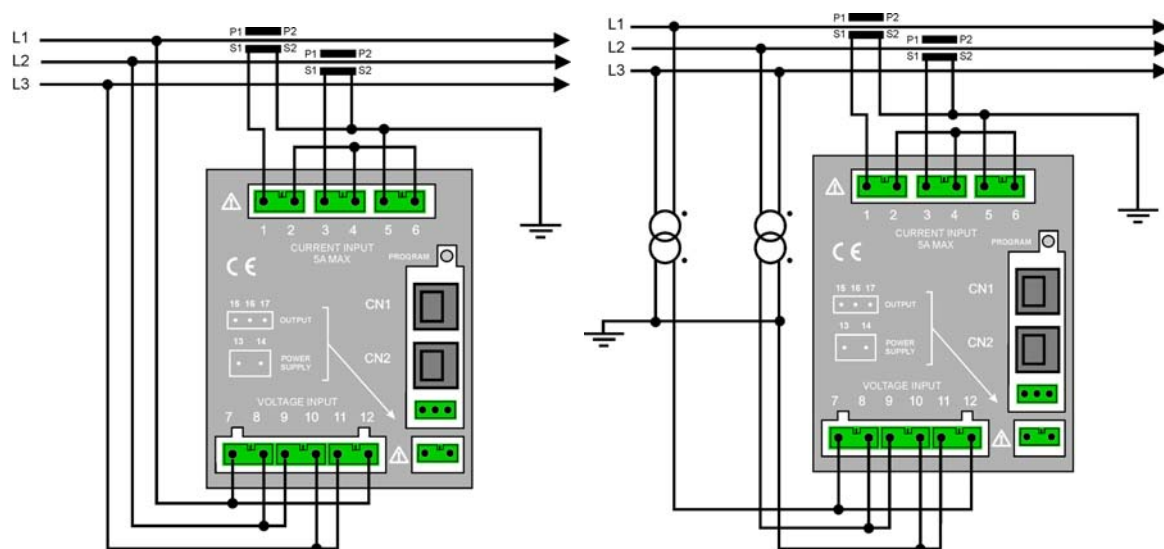 L1
L2
L3
P1 P2
S1 S2
P1 P2
S1 S2
1 2 3 4 5 6
CURRENT INPUT
5A MAX
PROGRAM
CE
CN1
15 16 17
OUTPUT
13 14
POWER
SUPPLY
CN2
VOLTAGE INPUT
7 8 9 10 11 12
L1
L2
L3
P1 P2
S1 S2
P1 P2
S1 S2
1 2 3 4 5 6
CURRENT INPUT
5A MAX
PROGRAM
CE
CN1
15 16 17
OUTPUT
13 14
POWER
SUPPLY
CN2
VOLTAGE INPUT
7 8 9 10 11 12